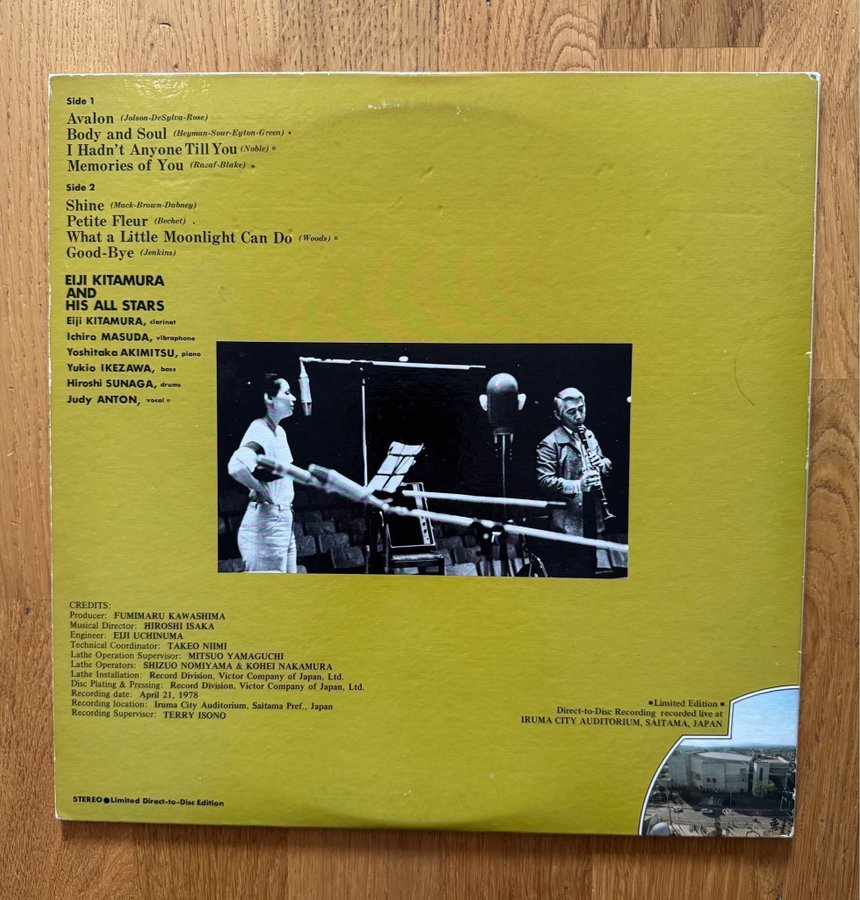 Side 1
Avalon (Jolson-DeSylva-Rose)
Body and Soul (Heyman-Sour-Eyton-Green) *
I Hadn't Anyone Till You (Noble) *
Memories of You (Razaf-Blake) *
Side 2
Shine (Mack-Brown-Dabney)
Petite Fleur (Bechet) .
What a Little Moonlight Can Do (Woods) *
Good-Bye (Jenkins)
EIJI KITAMURA
AND
HIS ALL STARS
Eiji KITAMURA, clarinet
Ichiro MASUDA, vibraphone
Yoshitaka AKIMITSU, piano
Yukio IKEZAWA, bass
Hiroshi SUNAGA, drums
Judy ANTON, vocal *
CREDITS:
Producer: FUMIMARU KAWASHIMA
Musical Director: HIROSHI ISAKA
Engineer: EIJI UCHINUMA
Technical Coordinator: TAKEO NIIMI
Lathe Operation Supervisor: MITSUO YAMAGUCHI
Lathe Operators: SHIZUO NOMIYAMA & KOHEI NAKAMURA
Lathe Installation: Record Division, Victor Company of Japan, Ltd.
Disc Plating & Pressing: Record Division, Victor Company of Japan, Ltd.
Recording date: April 21, 1978
Recording location: Iruma City Auditorium, Saitama Pref., Japan
Recording Supervisor: TERRY ISONO
■Limited Edition■
Direct-to-Disc Recording recorded live at
IRUMA CITY AUDITORIUM, SAITAMA, JAPAN
STEREO●Limited Direct-to-Disc Edition